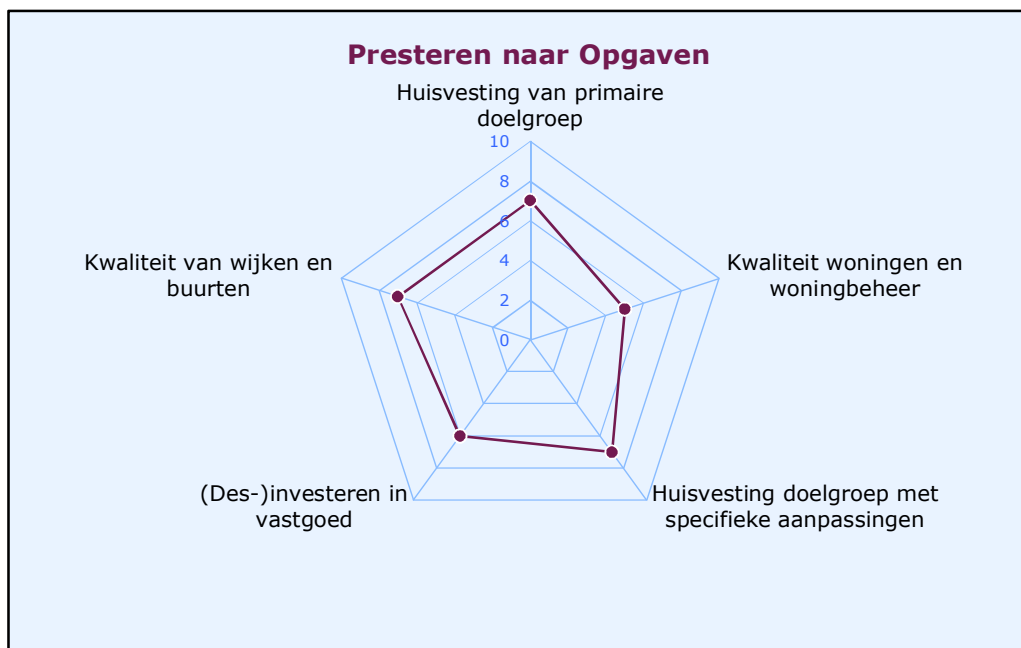 Presteren naar Opgaven
Huisvesting van primaire
doelgroep
10
8
6
4
2
0
Kwaliteit woningen en
woningbeheer
Huisvesting doelgroep met
specifieke aanpassingen
(Des-)investeren in
vastgoed
Kwaliteit van wijken en
buurten